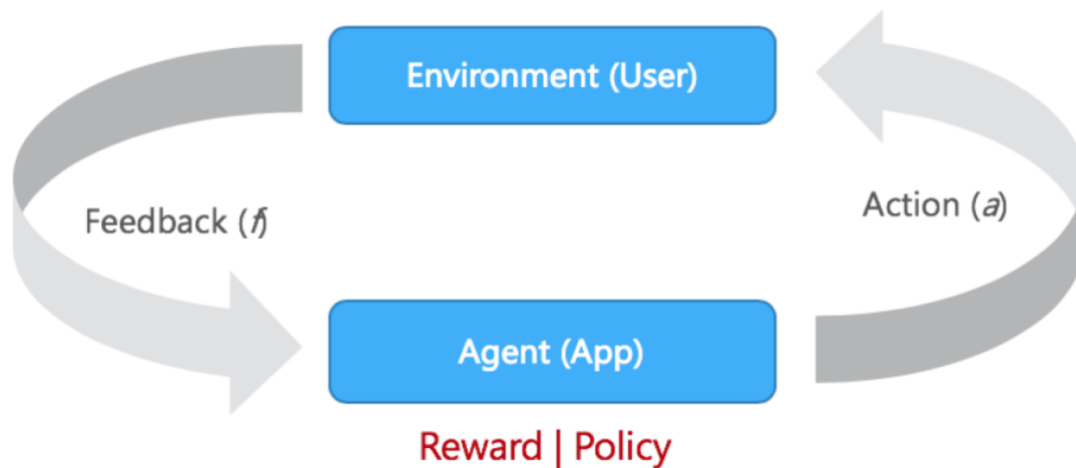 Environment (User)
Feedback (f)
Action (a)
Agent (App)
Reward | Policy